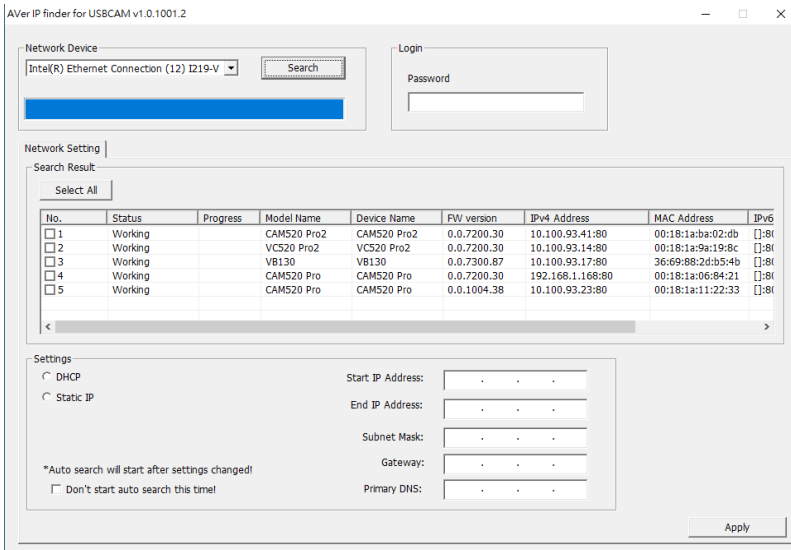 AVer IP finder for USBCAM v1.0.1001.2
Network Device
Intel(R) Ethernet Connection (12) I219-V
Search
Login
Password
Network Setting
Search Result
Select All
No. Status Progress Model Name Device Name FW version IPv4 Address MAC Address IPv6
1 Working CAM520 Pro2 CAM520 Pro2 0.0.7200.30 10.100.93.41:80 00:18:1a:ba:02:db []:80
2 Working VC520 Pro2 VC520 Pro2 0.0.7200.30 10.100.93.14:80 00:18:1a:9a:19:8c []:80
3 Working VB130 VB130 0.0.7300.87 10.100.93.17:80 36:69:88:2d:b5:4b []:80
4 Working CAM520 Pro CAM520 Pro 0.0.7200.30 192.168.1.168:80 00:18:1a:06:84:21 []:80
5 Working CAM520 Pro CAM520 Pro 0.0.1004.38 10.100.93.23:80 00:18:1a:11:22:33 []:80
Settings
DHCP
Static IP
*Auto search will start after settings changed!
Don't start auto search this time!
Start IP Address: . . .
End IP Address: . . .
Subnet Mask: . . .
Gateway: . . .
Primary DNS: . . .
Apply